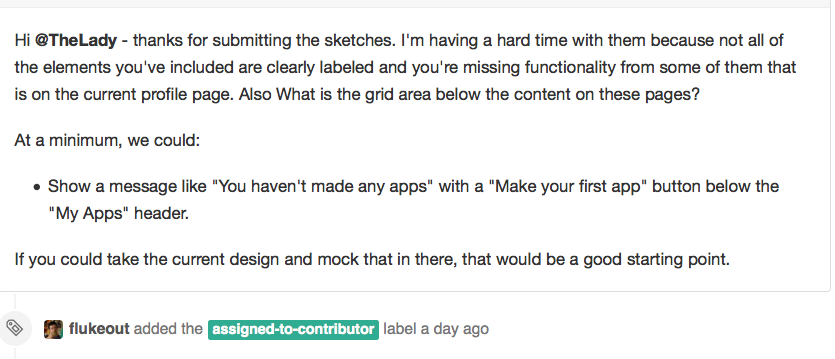 Hi @TheLady - thanks for submitting the sketches. I'm having a hard time with them because not all of
the elements you've included are clearly labeled and you're missing functionality from some of them that
is on the current profile page. Also What is the grid area below the content on these pages?
At a minimum, we could:
• Show a message like "You haven't made any apps" with a "Make your first app" button below the
"My Apps" header.
If you could take the current design and mock that in there, that would be a good starting point.
flukeout added the assigned-to-contributor label a day ago